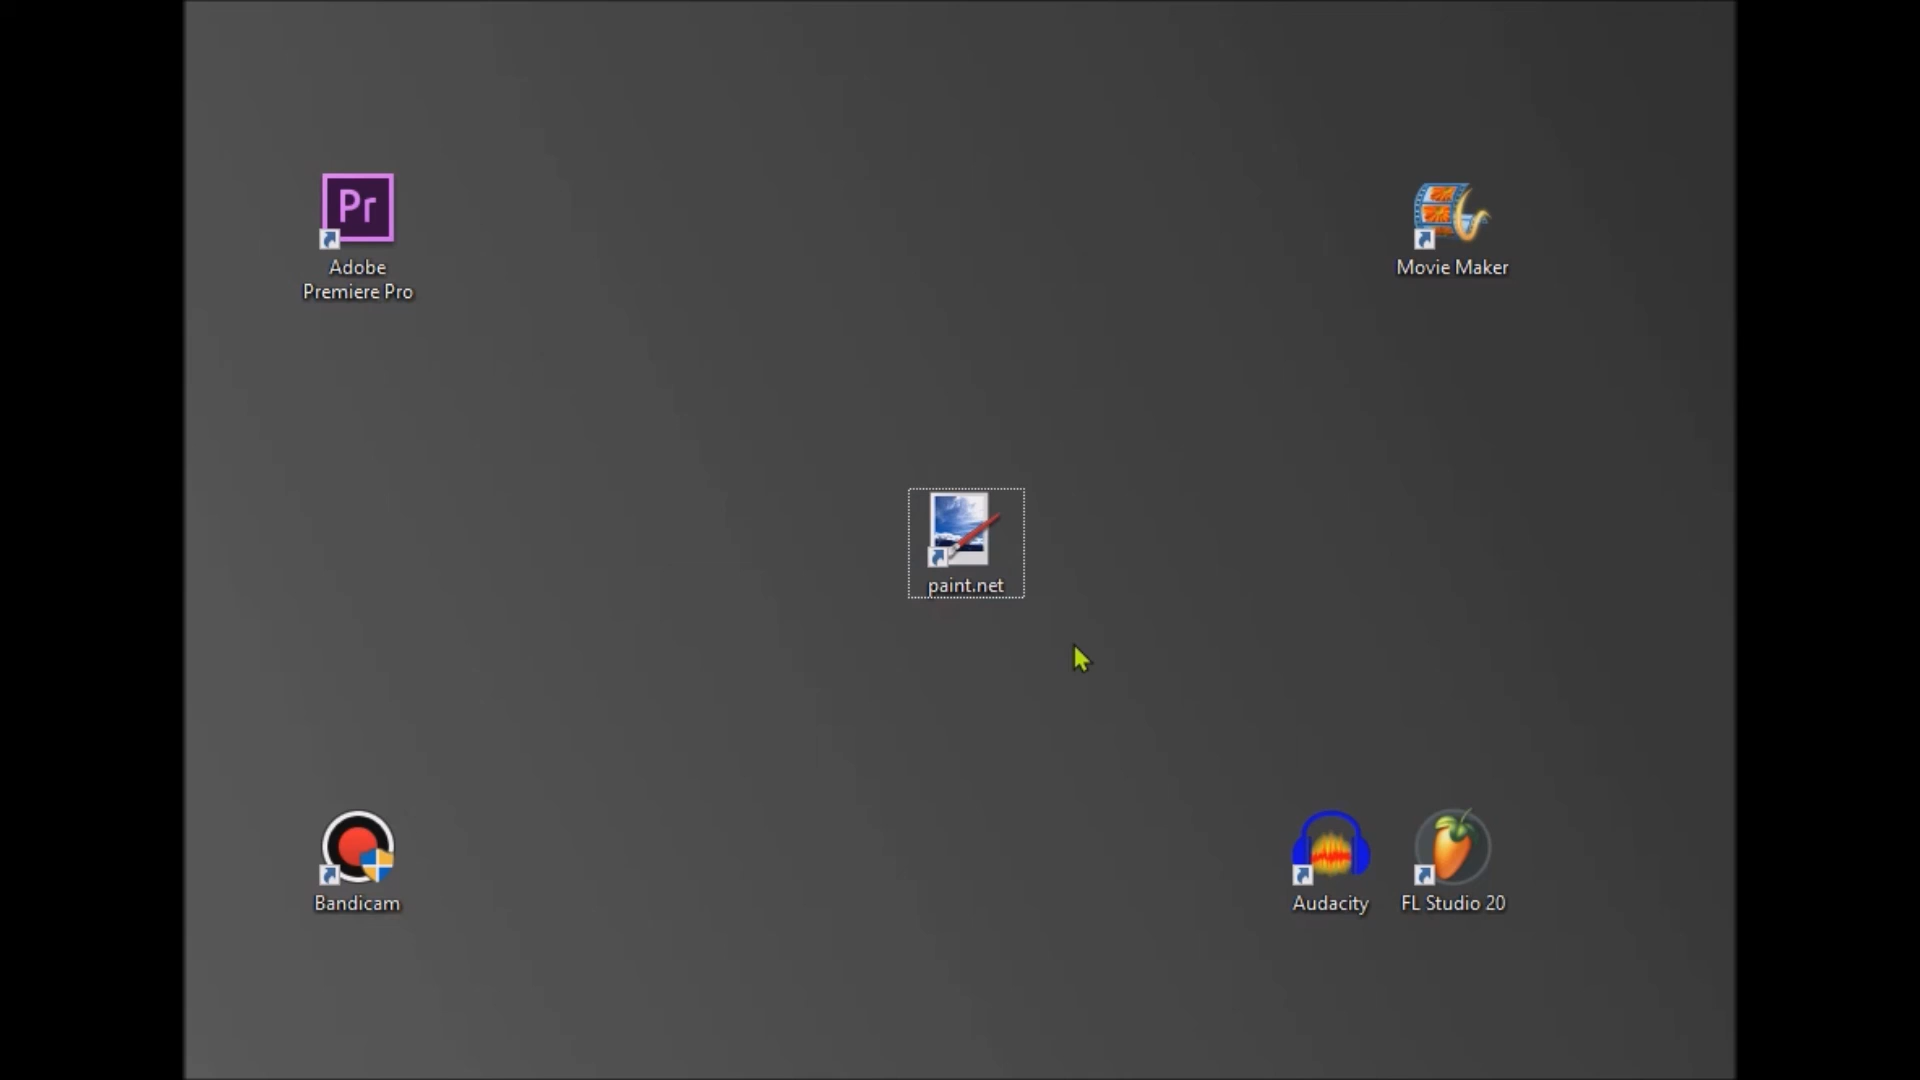 Pr
Adobe
Premiere Pro
Movie Maker
paint.net
Bandicam
Audacity
FL Studio 20